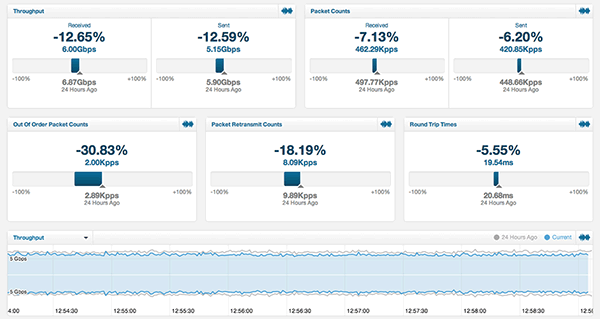 Throughput
Packet Counts
Received
Sent
Received
Sent
-12.65%
-12.59%
-7.13%
-6.20%
6.00Gbps
5.15Gbps
462.29Kpps
420.85Kpps
-100%
+100%
-100%
+100%
6.87Gbps
5.90Gbps
497.77Kpps
448.66Kpps
24 Hours Ago
24 Hours Ago
24 Hours Ago
24 Hours Ago
Out Of Order Packet Counts
Packet Retransmit Counts
Round Trip Times
-30.83%
-18.19%
-5.55%
2.00Kpps
8.09Kpps
19.54ms
-100%
+100%
-100%
+100%
-100%
+100%
2.89Kpps
9.89Kpps
20.68ms
24 Hours Ago
24 Hours Ago
24 Hours Ago
Throughput
24 Hours Ago
Current
5 Gbps
5 Gbps
4:00
12:54:30
12:55:00
12:55:30
12:56:00
12:56:30
12:57:00
12:57:30
12:58:00
12:58:30
12:59:00
12:5